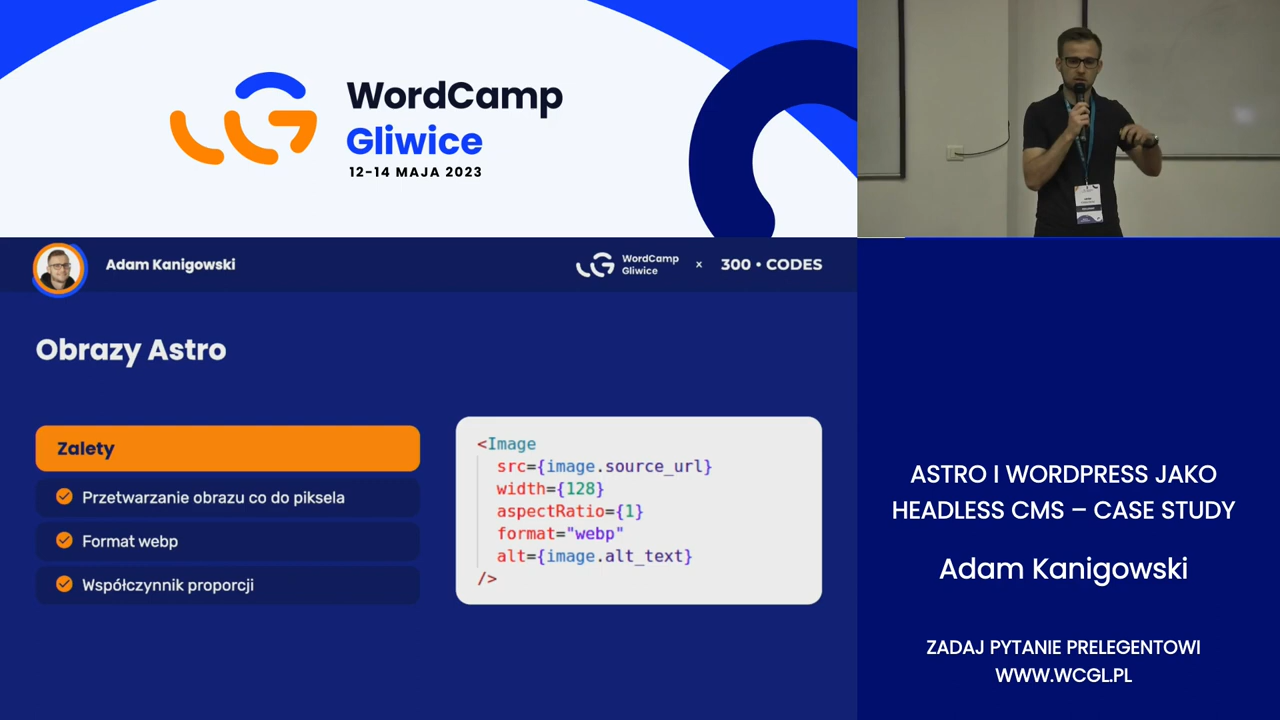 WordCamp
Gliwice
12-14 MAJA 2023
Adam Kanigowski
WordCamp
Gliwice
x
300 • CODES
Obrazy Astro
Zalety
Przetwarzanie obrazu co do piksela
Format webp
Współczynnik proporcji
<Image
src={image.source_url}
width={128}
aspectRatio={1}
format="webp"
alt={image.alt_text}
/>
ASTRO I WORDPRESS JAKO
HEADLESS CMS – CASE STUDY
Adam Kanigowski
ZADAJ PYTANIE PRELEGENTOWI
WWW.WCGL.PL